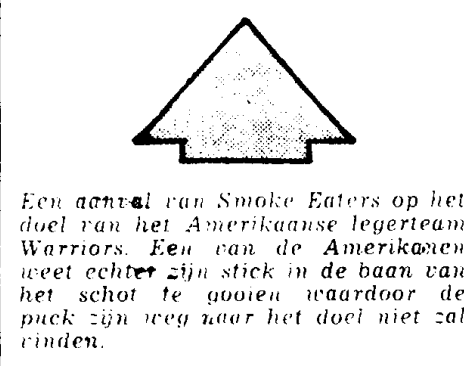 Een aanval van Smoke Eaters op het
doel van het Amerikaanse legerteam
Warriors. Een van de Amerikanen
weet echter zijn stick in de baan van
het schot te gooien waardoor de
puck zijn weg naar het doel niet zal
vinden.